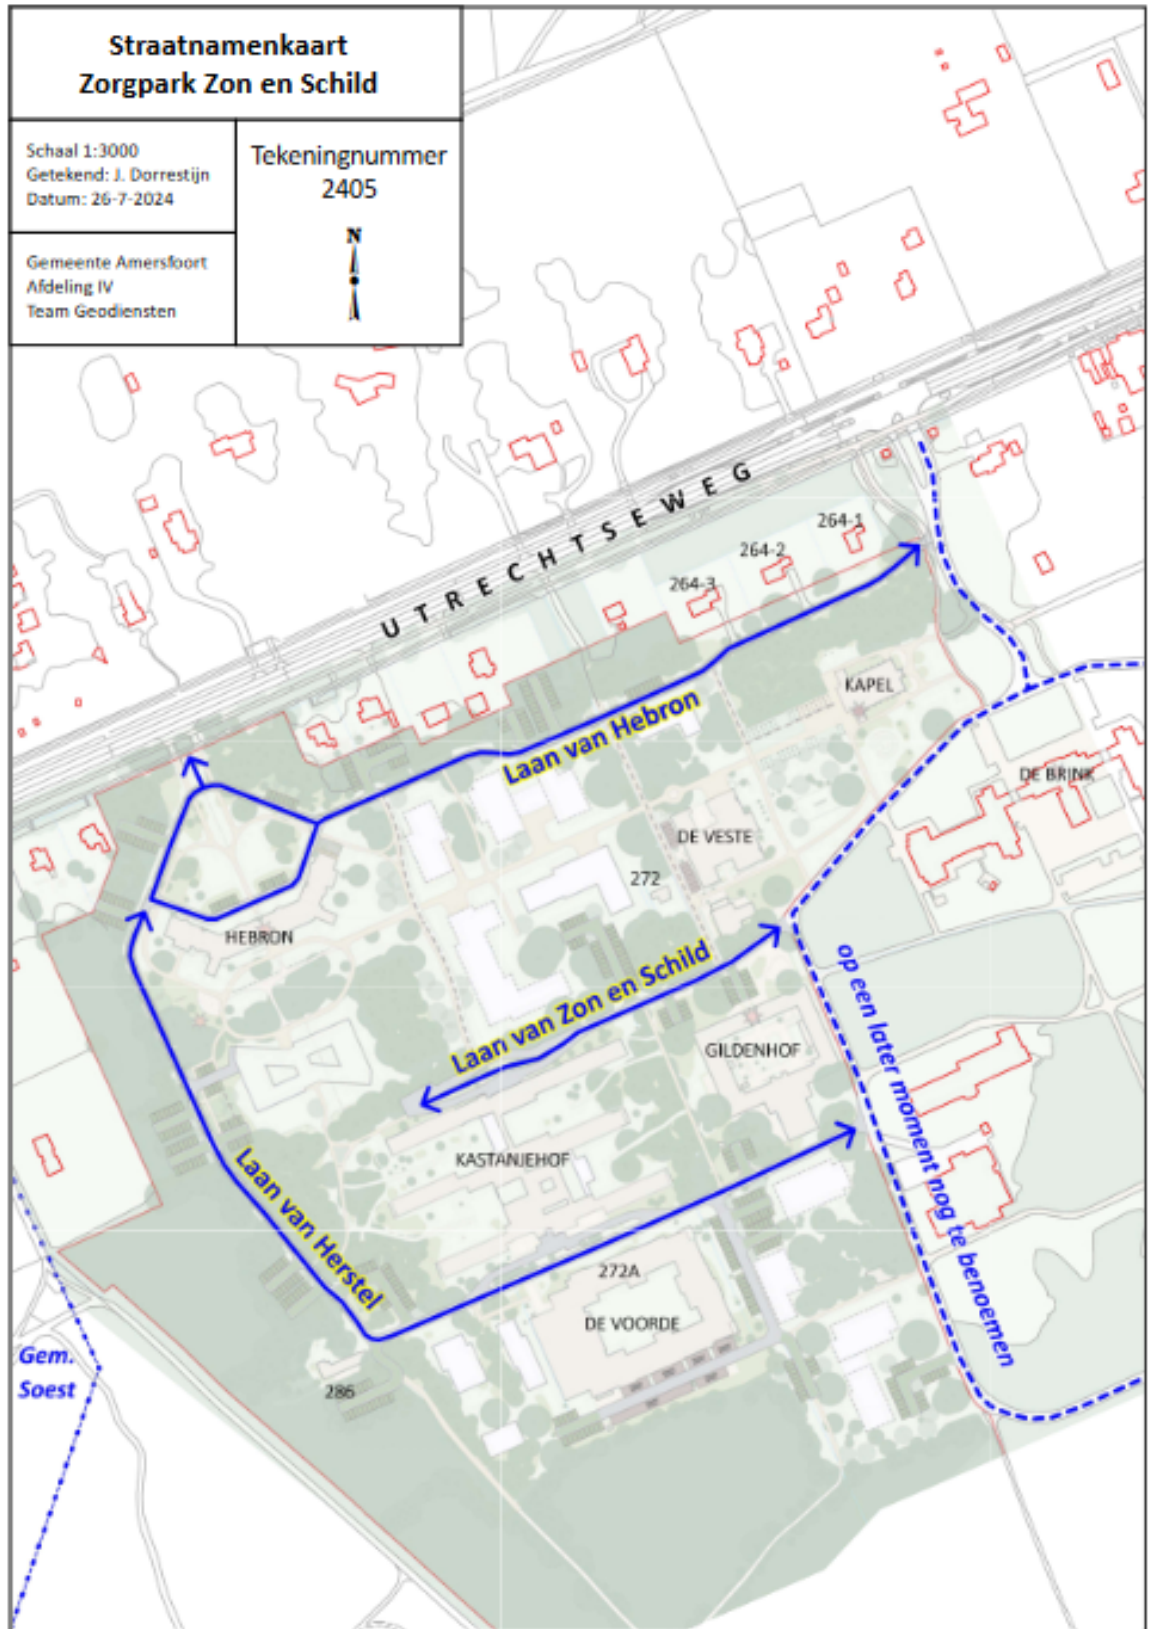 Straatnamenkaart
Zorgpark Zon en Schild
Schaal 1:3000
Getekend: J. Dorrestijn
Datum: 26-7-2024
Tekeningnummer
2405
N
Gemeente Amersfoort
Afdeling IV
Team Geodiensten
UTRECHTSEWEG
264-1
264-2
264-3
KAPEL
Laan van Hebron
DE BRINK
DE VESTE
272
HEBRON
Laan van Zon en Schild
op een later moment nog te benoemen
GILDENHOF
KASTANJEHOF
Laan van Herstel
272A
DE VOORDE
Gem.
Soest
286